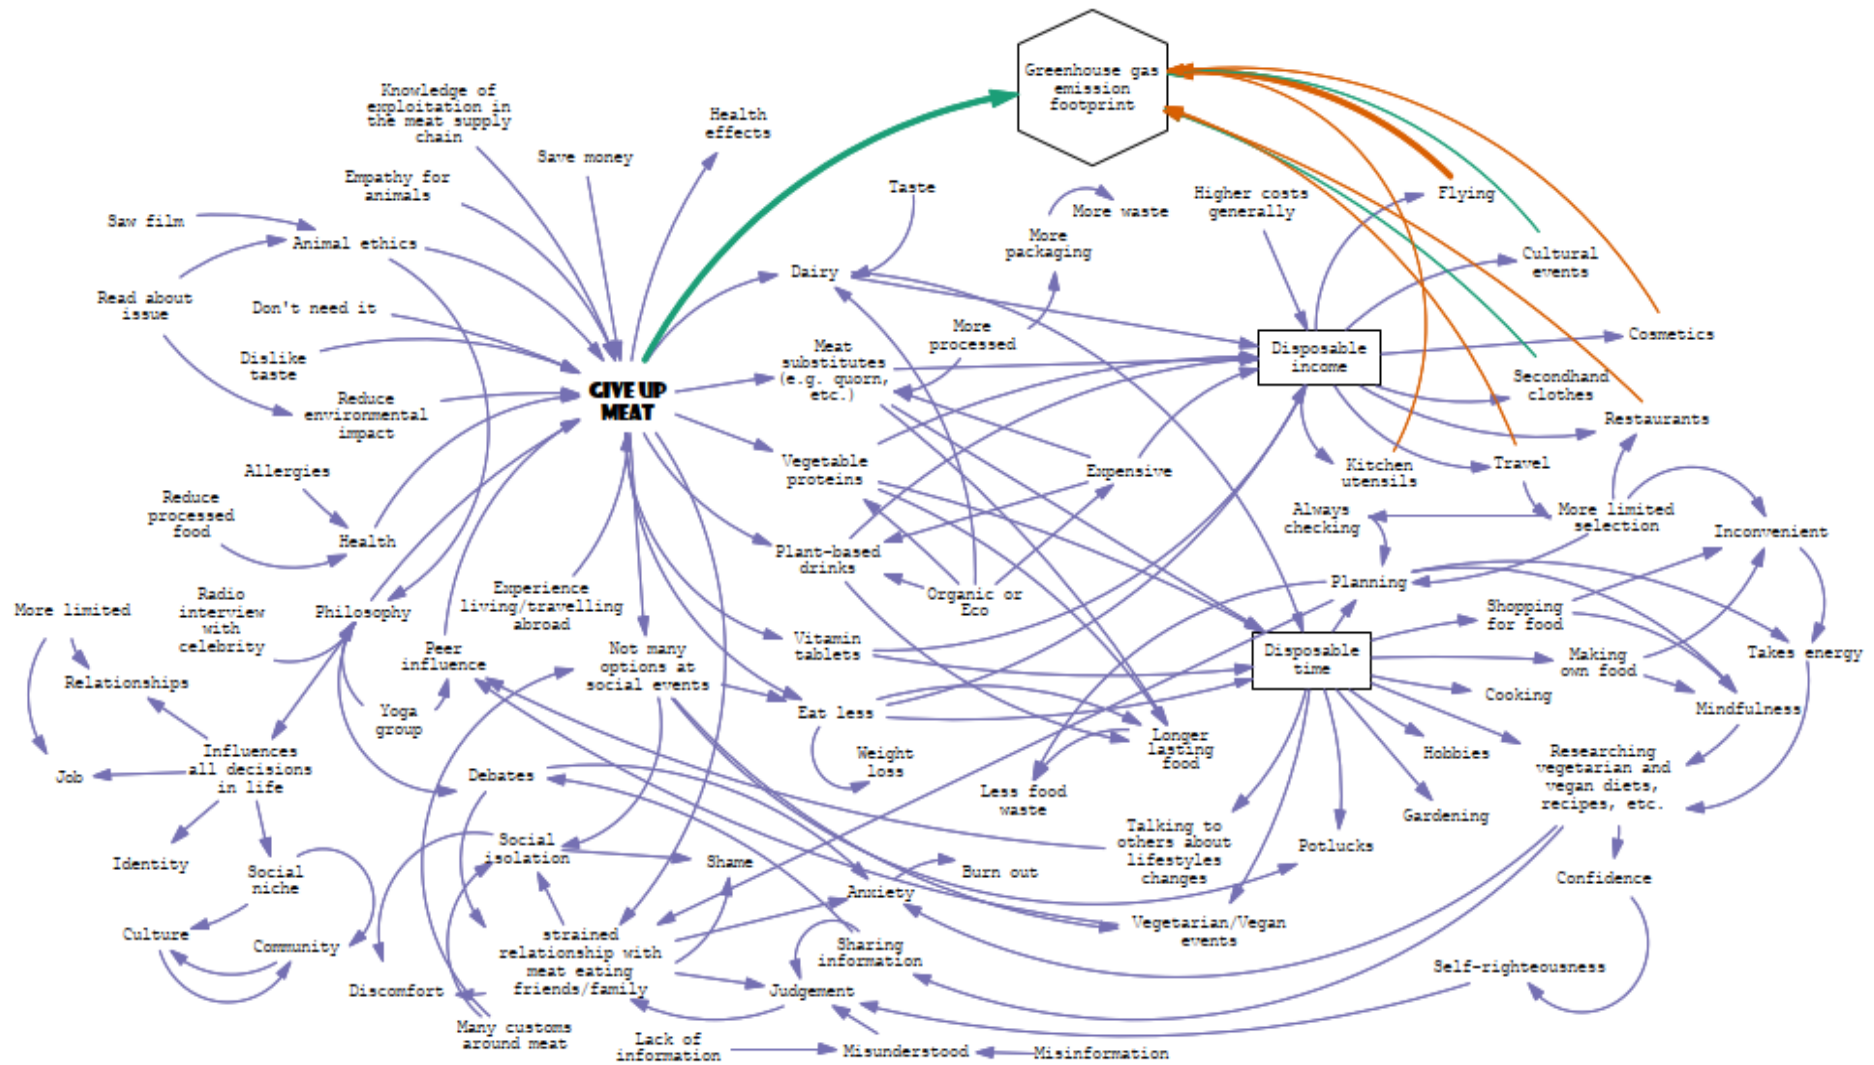 Greenhouse gas
emission
footprint
Knowledge of
exploitation in
the meat supply
chain
Health
effects
Save money
Empathy for
animals
Taste
Higher costs
generally
Flying
More waste
Saw film
Animal ethics
More
packaging
Cultural
events
Dairy
Read about
issue
Don't need it
More
processed
Cosmetics
Dislike
taste
Meat
substitutes
(e.g. quorn,
etc.)
Disposable
income
Secondhand
clothes
GIVE UP
MEAT
Reduce
environmental
impact
Restaurants
Allergies
Vegetable
proteins
Expensive
Kitchen
utensils
Travel
Reduce
processed
food
Always
checking
More limited
selection
Inconvenient
Health
Plant-based
drinks
Organic or
Eco
Planning
More limited
Radio
interview
with
celebrity
Philosophy
Experience
living/travelling
abroad
Shopping
for food
Peer
influence
Not many
options at
social events
Vitamin
tablets
Disposable
time
Making
own food
Takes energy
Relationships
Cooking
Yoga
group
Eat less
Mindfulness
Influences
all decisions
in life
Job
Debates
Weight
loss
Longer
lasting
food
Less food
waste
Hobbies
Researching
vegetarian and
vegan diets,
recipes, etc.
Gardening
Identity
Social
niche
Social
isolation
Shame
Anxiety
Burn out
Talking to
others about
lifestyles
changes
Potlucks
Confidence
Culture
Community
strained
relationship with
meat eating
friends/family
Sharing
information
Vegetarian/Vegan
events
Discomfort
Judgement
Self-righteousness
Many customs
around meat
Lack of
information
Misunderstood
Misinformation